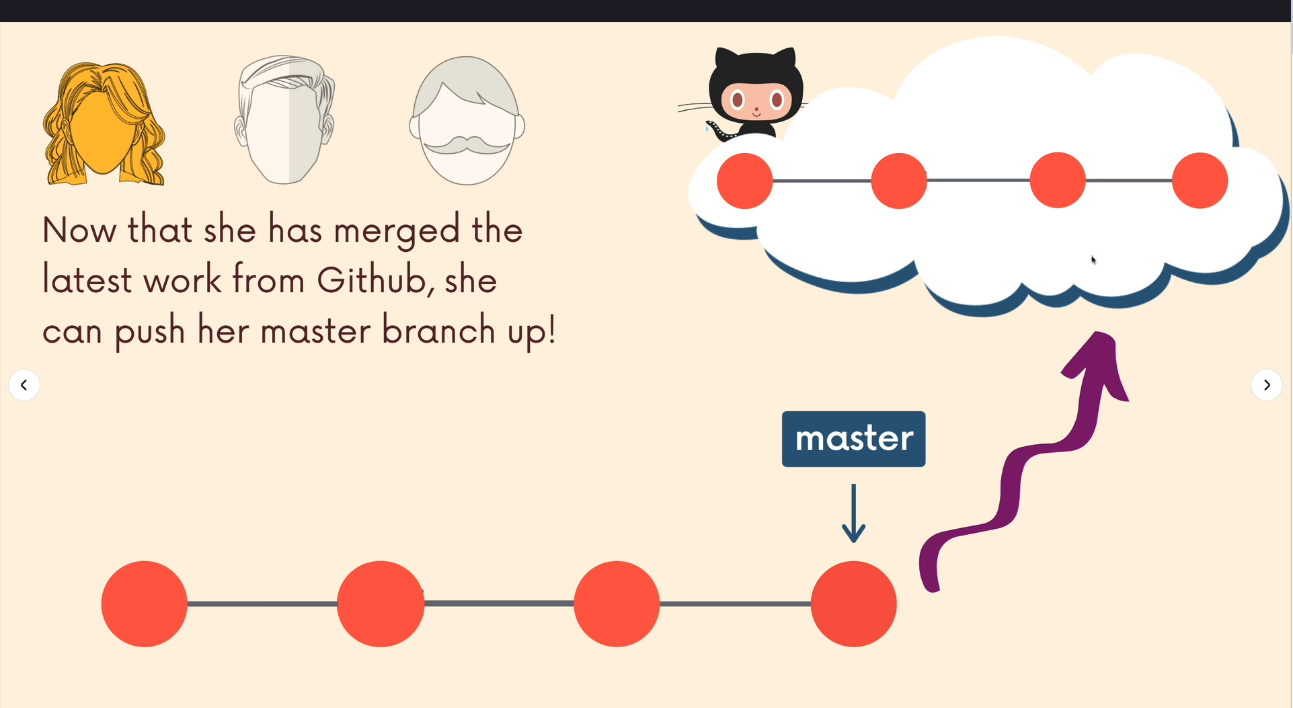 Now that she has merged the
latest work from Github, she
can push her master branch up!
master